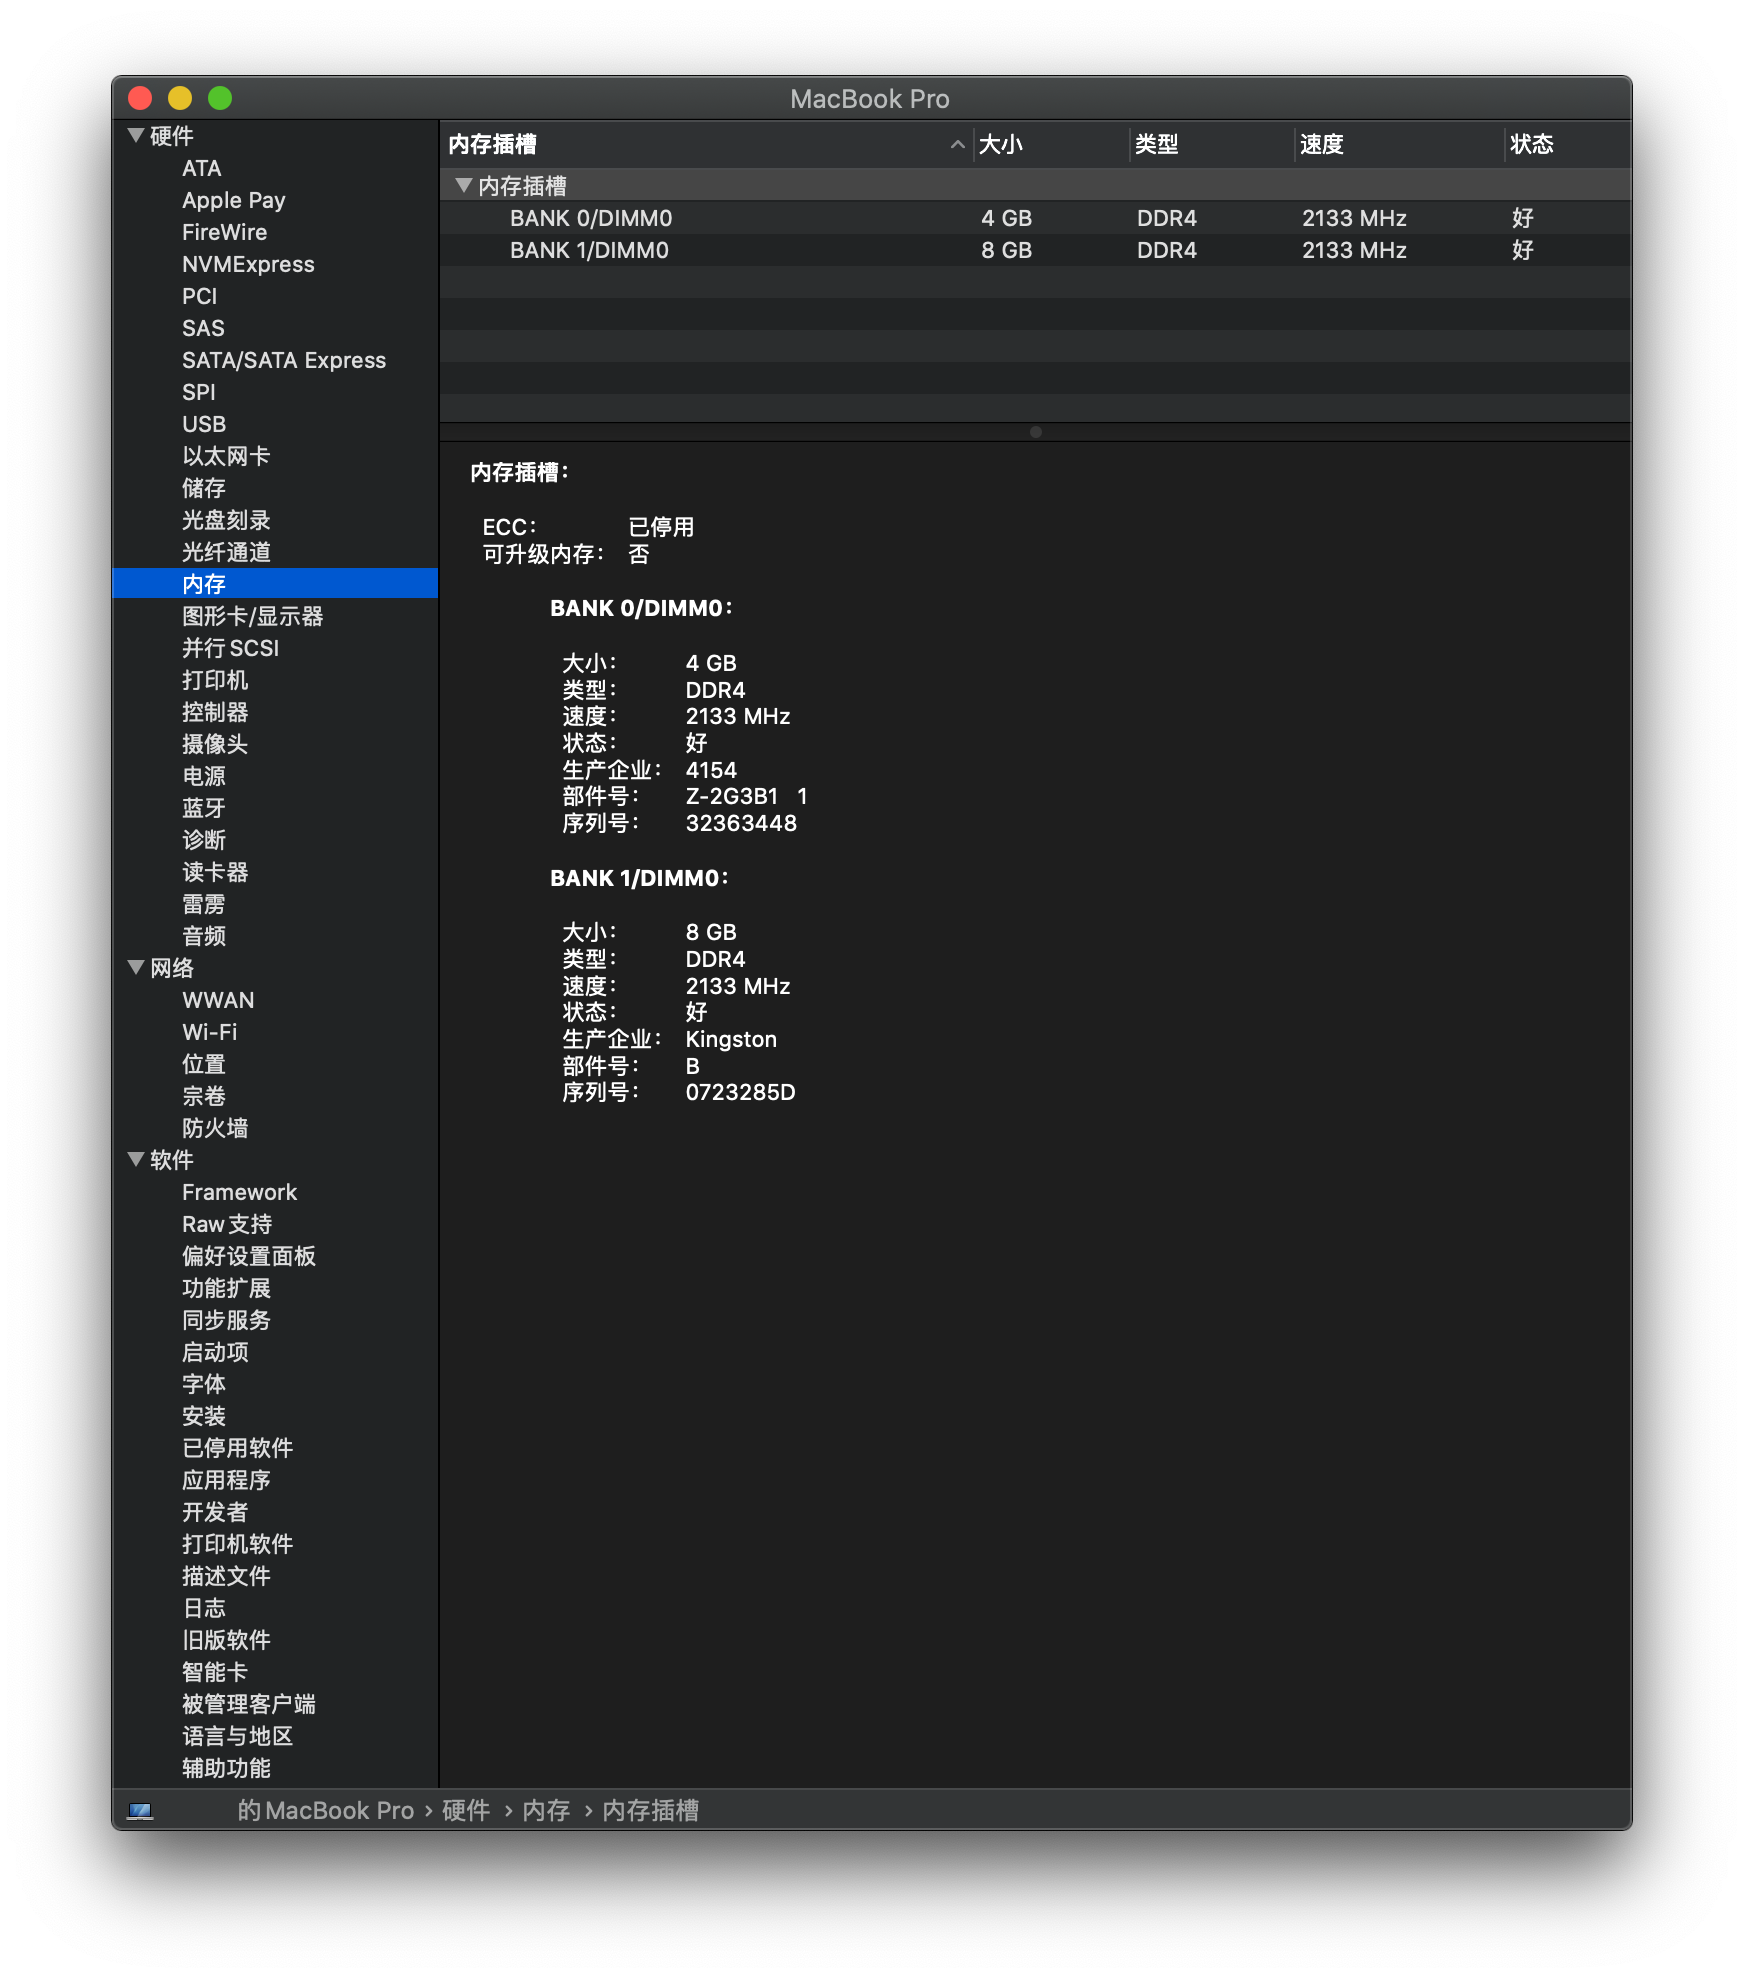 MacBook Pro
硬件
ATA
Apple Pay
FireWire
NVMExpress
PCI
SAS
SATA/SATA Express
SPI
USB
以太网卡
储存
光盘刻录
光纤通道
内存
图形卡/显示器
并行 SCSI
打印机
控制器
摄像头
电源
蓝牙
诊断
读卡器
雷雳
音频
网络
WWAN
Wi-Fi
位置
宗卷
防火墙
软件
Framework
Raw 支持
偏好设置面板
功能扩展
同步服务
启动项
字体
安装
已停用软件
应用程序
开发者
打印机软件
描述文件
日志
旧版软件
智能卡
被管理客户端
语言与地区
辅助功能
内存插槽 大小 类型 速度 状态
内存插槽
BANK 0/DIMM0 4 GB DDR4 2133 MHz 好
BANK 1/DIMM0 8 GB DDR4 2133 MHz 好
内存插槽：
ECC： 已停用
可升级内存： 否
BANK 0/DIMM0：
大小： 4 GB
类型： DDR4
速度： 2133 MHz
状态： 好
生产企业： 4154
部件号： Z-2G3B1 1
序列号： 32363448
BANK 1/DIMM0：
大小： 8 GB
类型： DDR4
速度： 2133 MHz
状态： 好
生产企业： Kingston
部件号： B
序列号： 0723285D
的 MacBook Pro › 硬件 › 内存 › 内存插槽